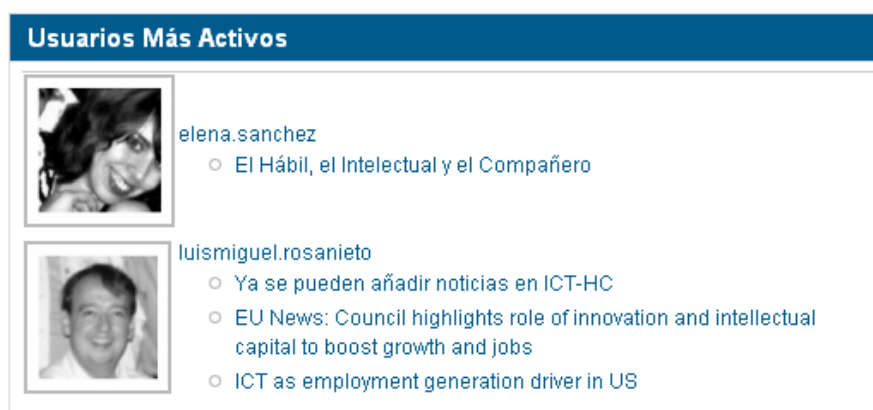 Usuarios Más Activos
elena.sanchez
El Hábil, el Intelectual y el Compañero
luismiguel.rosanieto
Ya se pueden añadir noticias en ICT-HC
EU News: Council highlights role of innovation and intellectual
capital to boost growth and jobs
ICT as employment generation driver in US